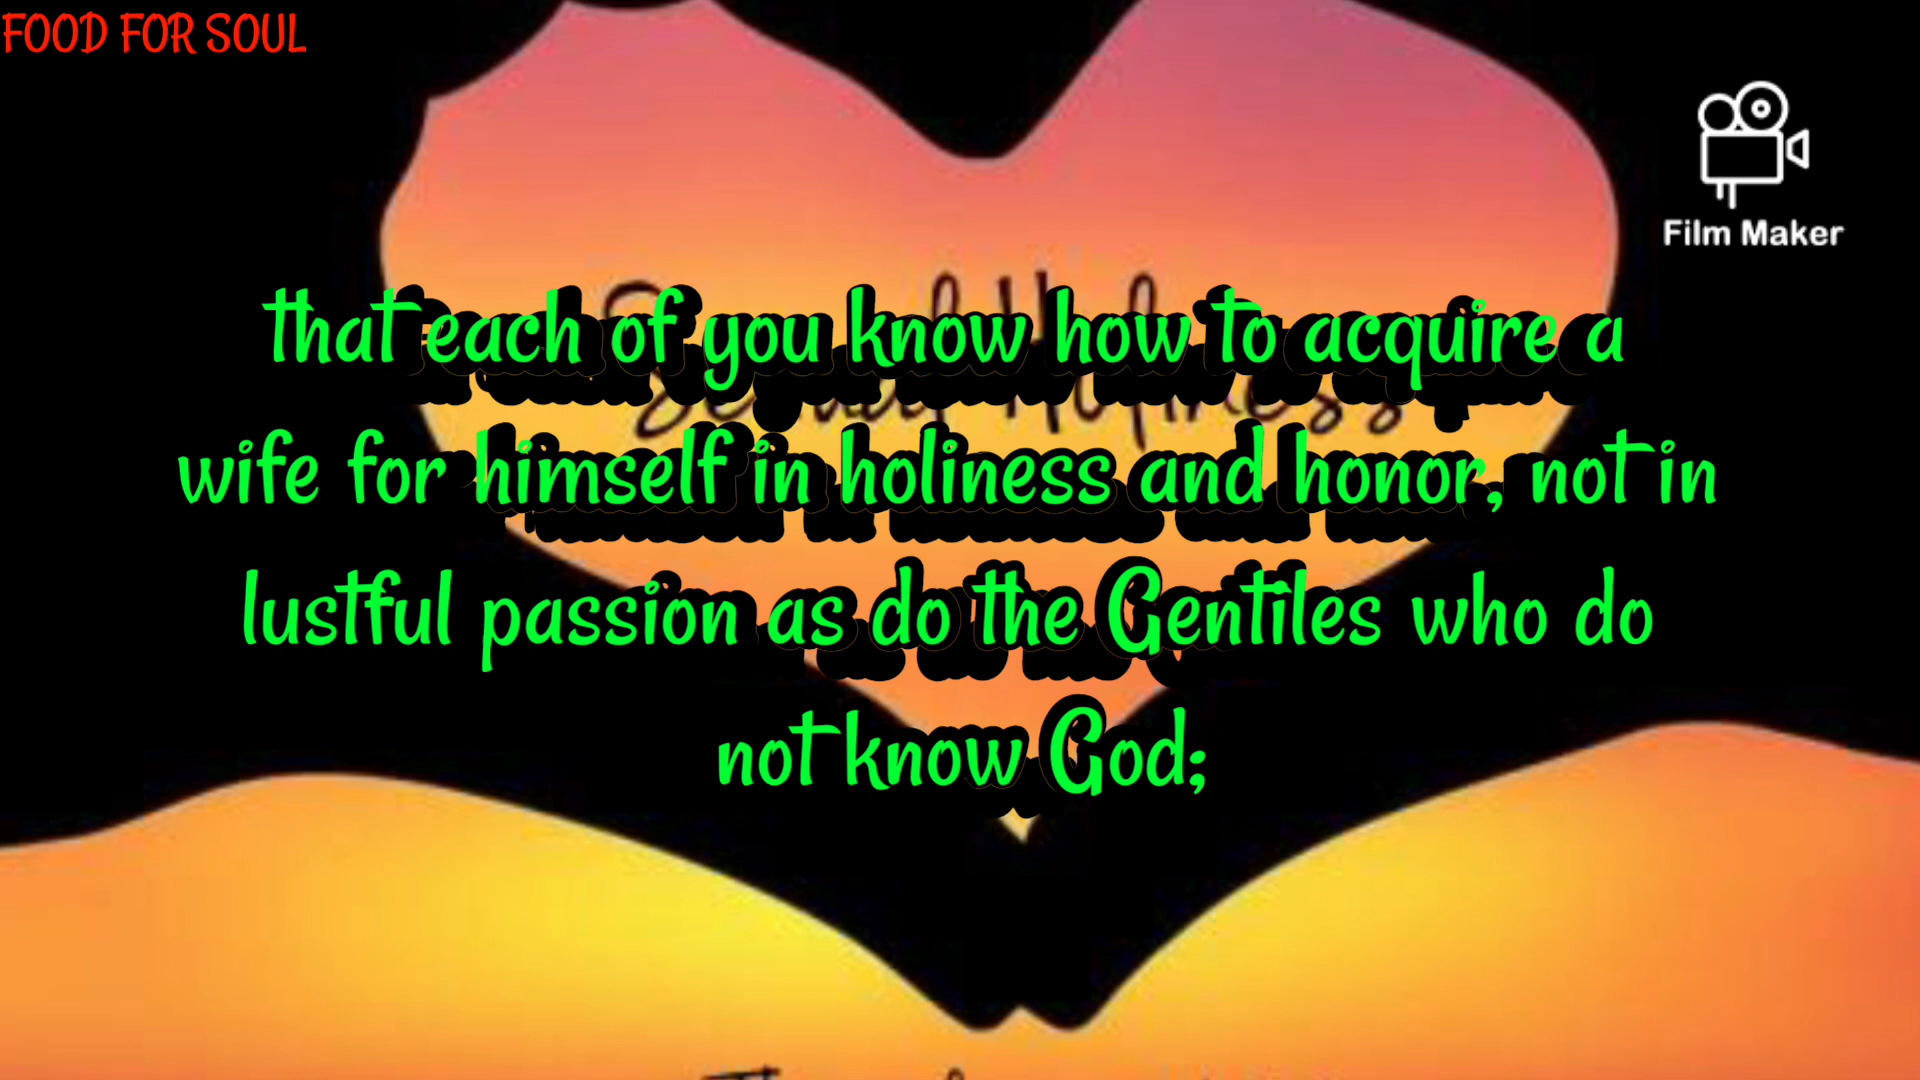 FOOD FOR SOUL
Film Maker
that each of you know how to acquire a
wife for himself in holiness and honor, not in
lustful passion as do the Gentiles who do
not know God;
Holiness